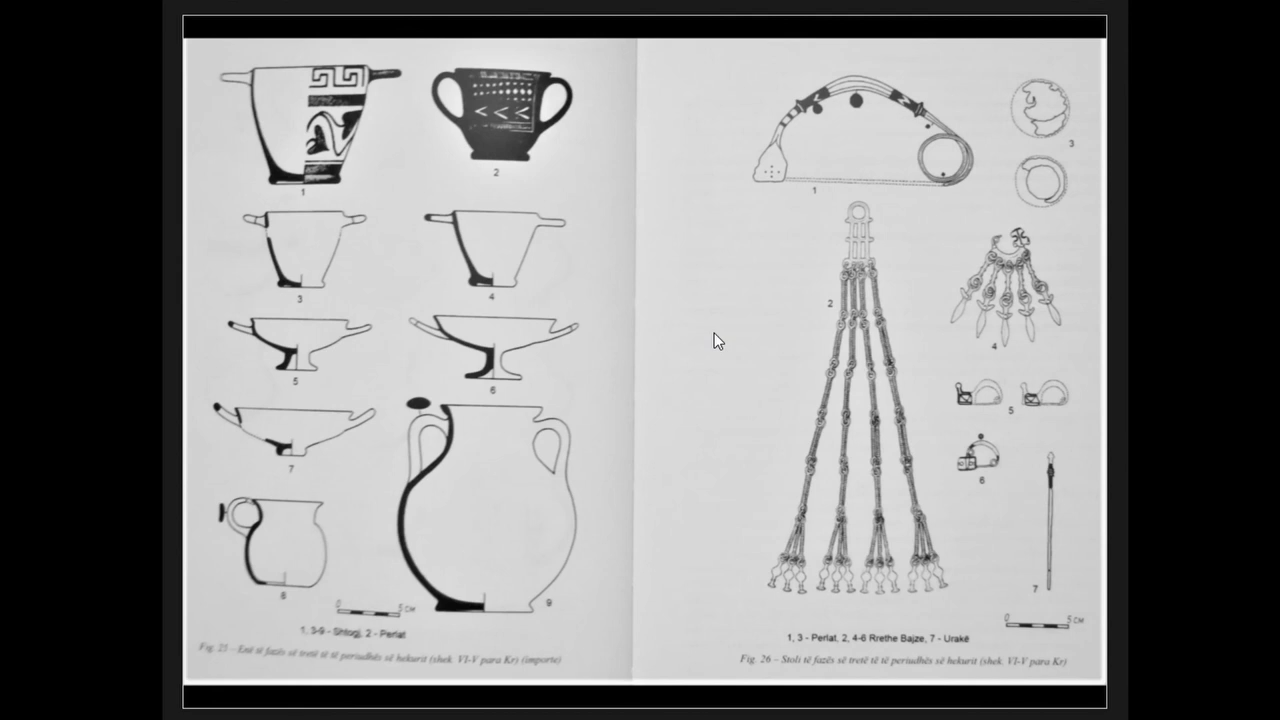 1
2
3
4
5
6
7
8
9
0 5 CM
1, 3-9 - Shtogj, 2 - Perlat
Fig. 25 – Enë të fazës së tretë të të periudhës së hekurit (shek. VI-V para Kr) (importe)
1
3
2
4
5
6
7
0 5 CM
1, 3 - Perlat, 2, 4-6 Rrethe Bajze, 7 - Urakë
Fig. 26 – Stoli të fazës së tretë të të periudhës së hekurit (shek. VI-V para Kr)